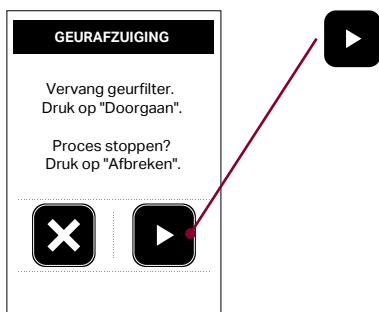 GEURAFZUIGING
Vervang geurfilter.
Druk op "Doorgaan".
Proces stoppen?
Druk op "Afbreken".